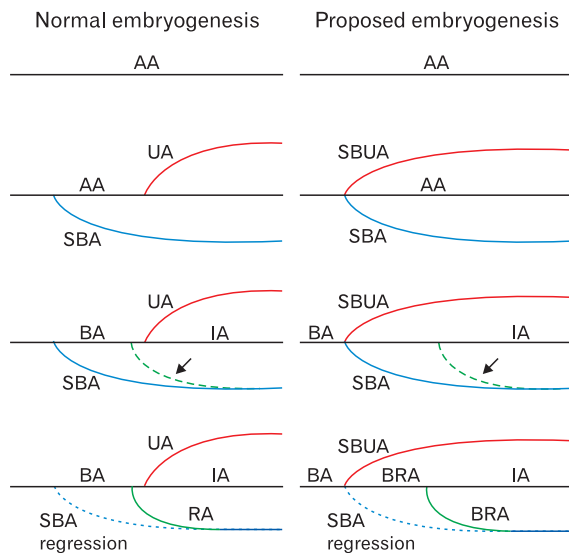 Normal embryogenesis
AA
UA
AA
SBA
UA
BA
IA
SBA
UA
BA
IA
RA
SBA
regression
Proposed embryogenesis
AA
SBUA
AA
SBA
SBUA
BA
IA
SBA
SBUA
BA
BRA
IA
BRA
SBA
regression